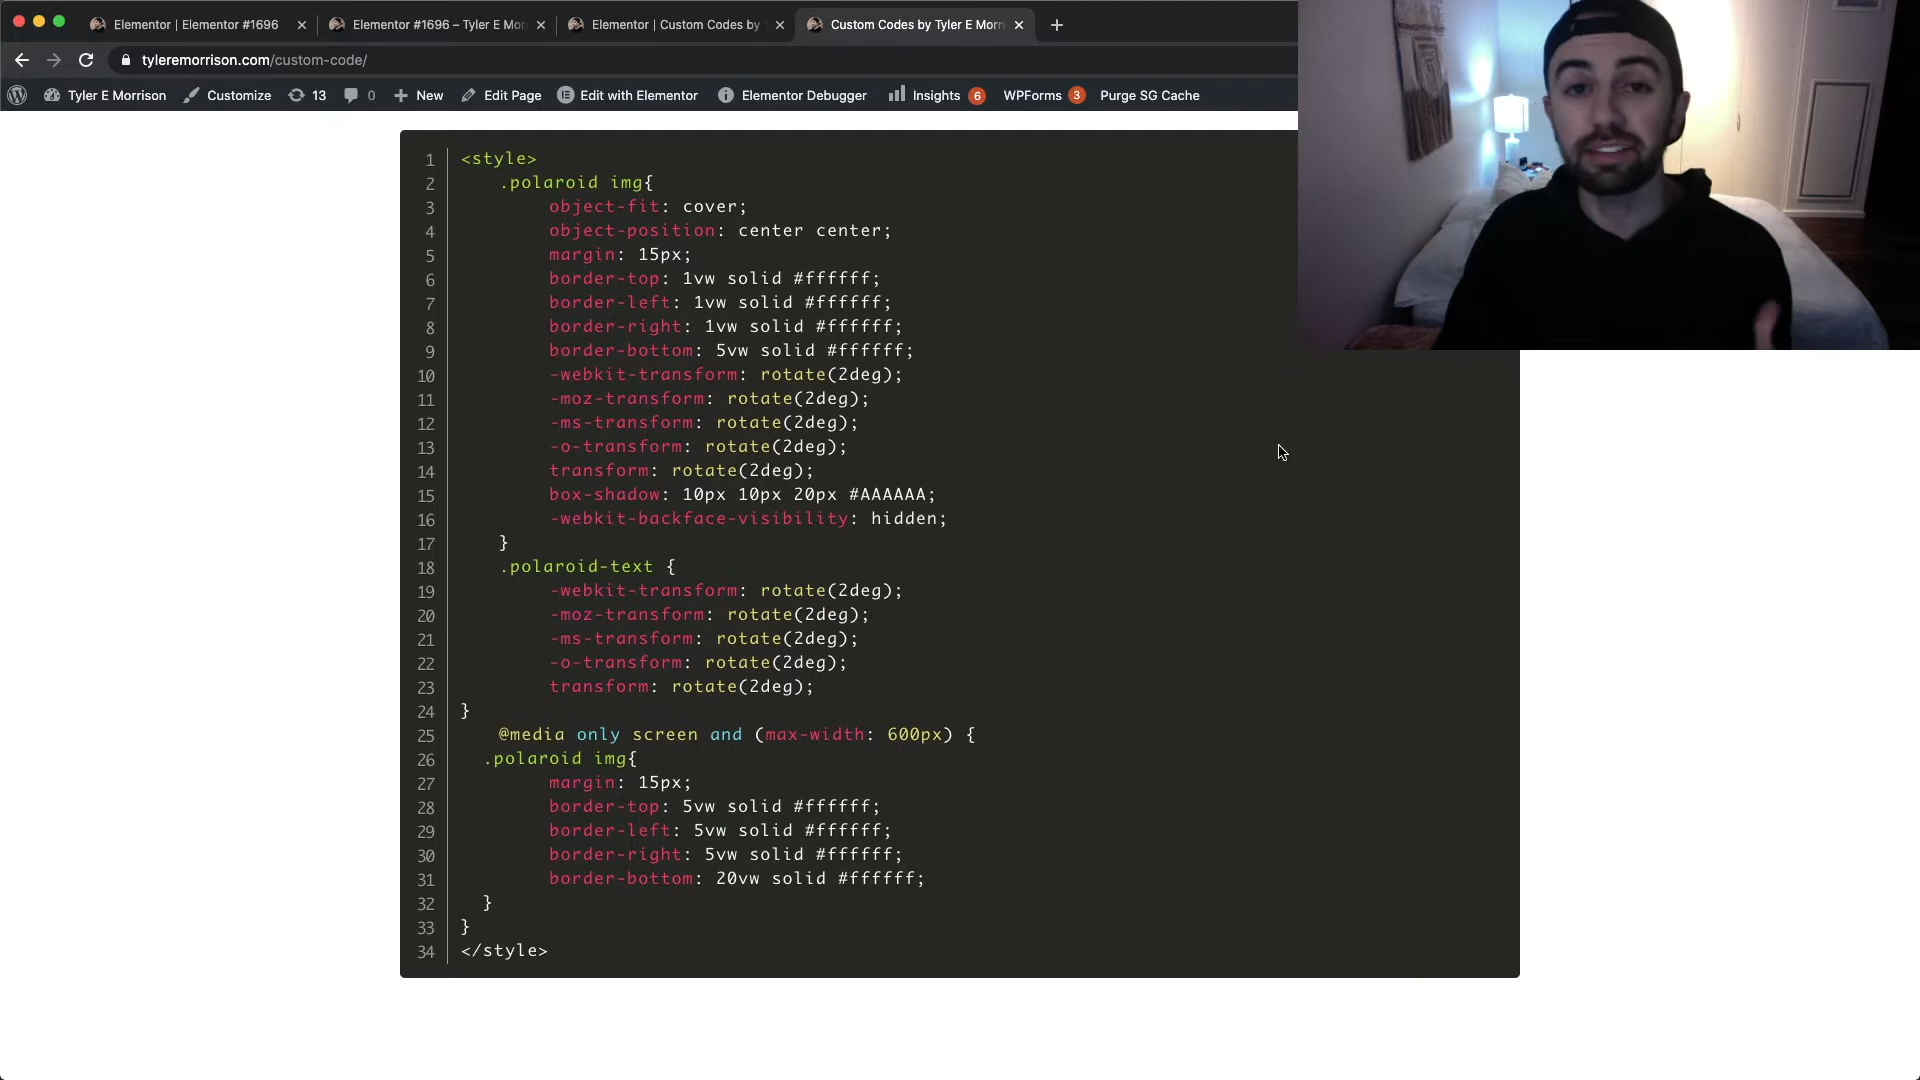 Elementor | Elementor #1696
Elementor #1696 – Tyler E Mor
Elementor | Custom Codes by
Custom Codes by Tyler E Morri
tyleremorrison.com/custom-code/
Tyler E Morrison Customize 13 0 New Edit Page Edit with Elementor Elementor Debugger Insights 6 WPForms 3 Purge SG Cache
1 <style>
2 .polaroid img{
3 object-fit: cover;
4 object-position: center center;
5 margin: 15px;
6 border-top: 1vw solid #ffffff;
7 border-left: 1vw solid #ffffff;
8 border-right: 1vw solid #ffffff;
9 border-bottom: 5vw solid #ffffff;
10 -webkit-transform: rotate(2deg);
11 -moz-transform: rotate(2deg);
12 -ms-transform: rotate(2deg);
13 -o-transform: rotate(2deg);
14 transform: rotate(2deg);
15 box-shadow: 10px 10px 20px #AAAAAA;
16 -webkit-backface-visibility: hidden;
17 }
18 .polaroid-text {
19 -webkit-transform: rotate(2deg);
20 -moz-transform: rotate(2deg);
21 -ms-transform: rotate(2deg);
22 -o-transform: rotate(2deg);
23 transform: rotate(2deg);
24 }
25 @media only screen and (max-width: 600px) {
26 .polaroid img{
27 margin: 15px;
28 border-top: 5vw solid #ffffff;
29 border-left: 5vw solid #ffffff;
30 border-right: 5vw solid #ffffff;
31 border-bottom: 20vw solid #ffffff;
32 }
33 }
34 </style>